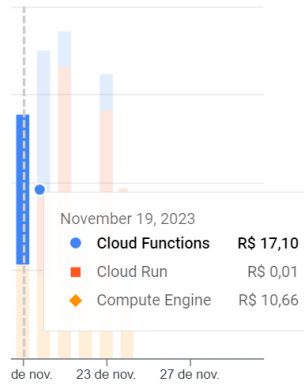 November 19, 2023
Cloud Functions R$ 17,10
Cloud Run R$ 0,01
Compute Engine R$ 10,66
de nov. 23 de nov. 27 de nov.